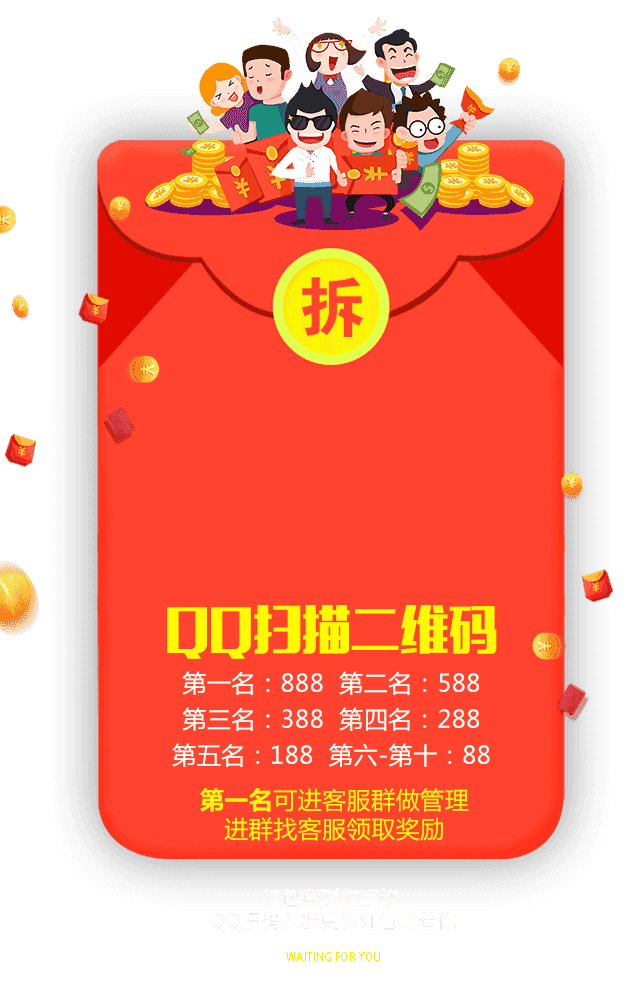 拆
QQ扫描二维码
第一名：888 第二名：588
第三名：388 第四名：288
第五名：188 第六-第十：88
第一名可进客服群做管理
进群找客服领取奖励
WAITING FOR YOU